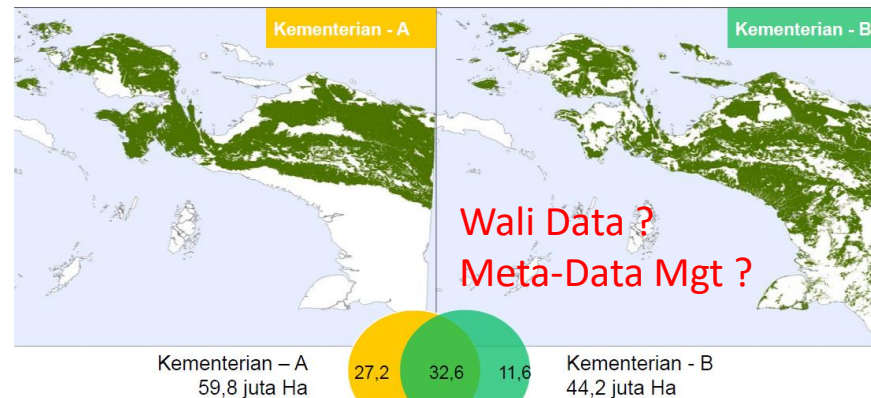 Kementerian - A
Kementerian - B
Wali Data ?
Meta-Data Mgt ?
Kementerian – A
59,8 juta Ha
27,2
32,6
11,6
Kementerian - B
44,2 juta Ha